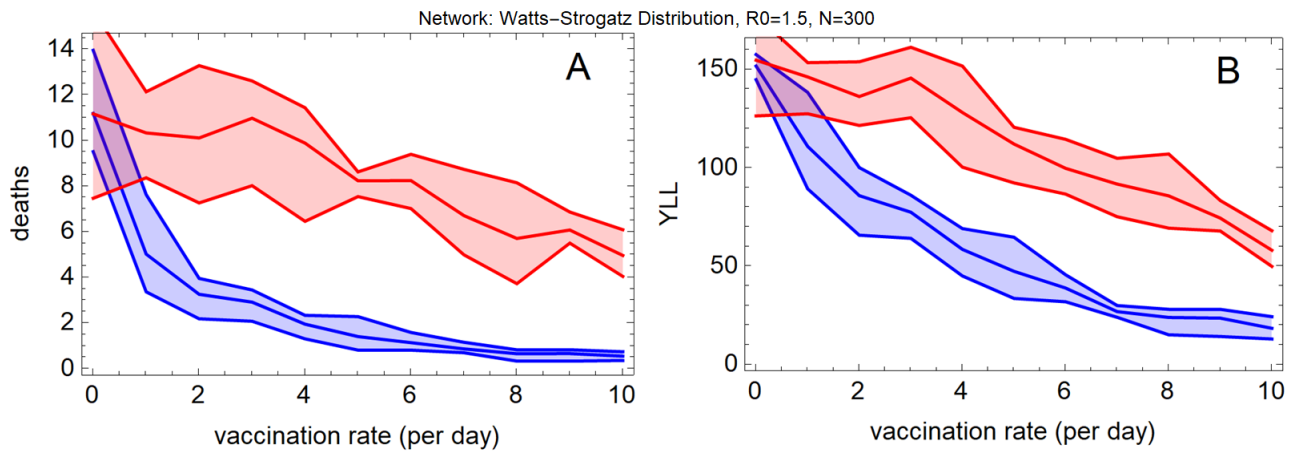 Network: Watts−Strogatz Distribution, R0=1.5, N=300
A
14
12
10
8
6
4
2
0
deaths
0 2 4 6 8 10
vaccination rate (per day)
B
150
100
50
0
YLL
0 2 4 6 8 10
vaccination rate (per day)